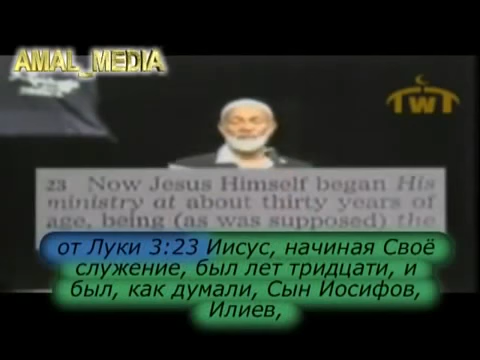 AMAL_MEDIA
TWT
23 Now Jesus Himself began His
ministry at about thirty years of
age, being (as was supposed) the
от Луки 3:23 Иисус, начиная Своё
служение, был лет тридцати, и
был, как думали, Сын Иосифов,
Илиев,